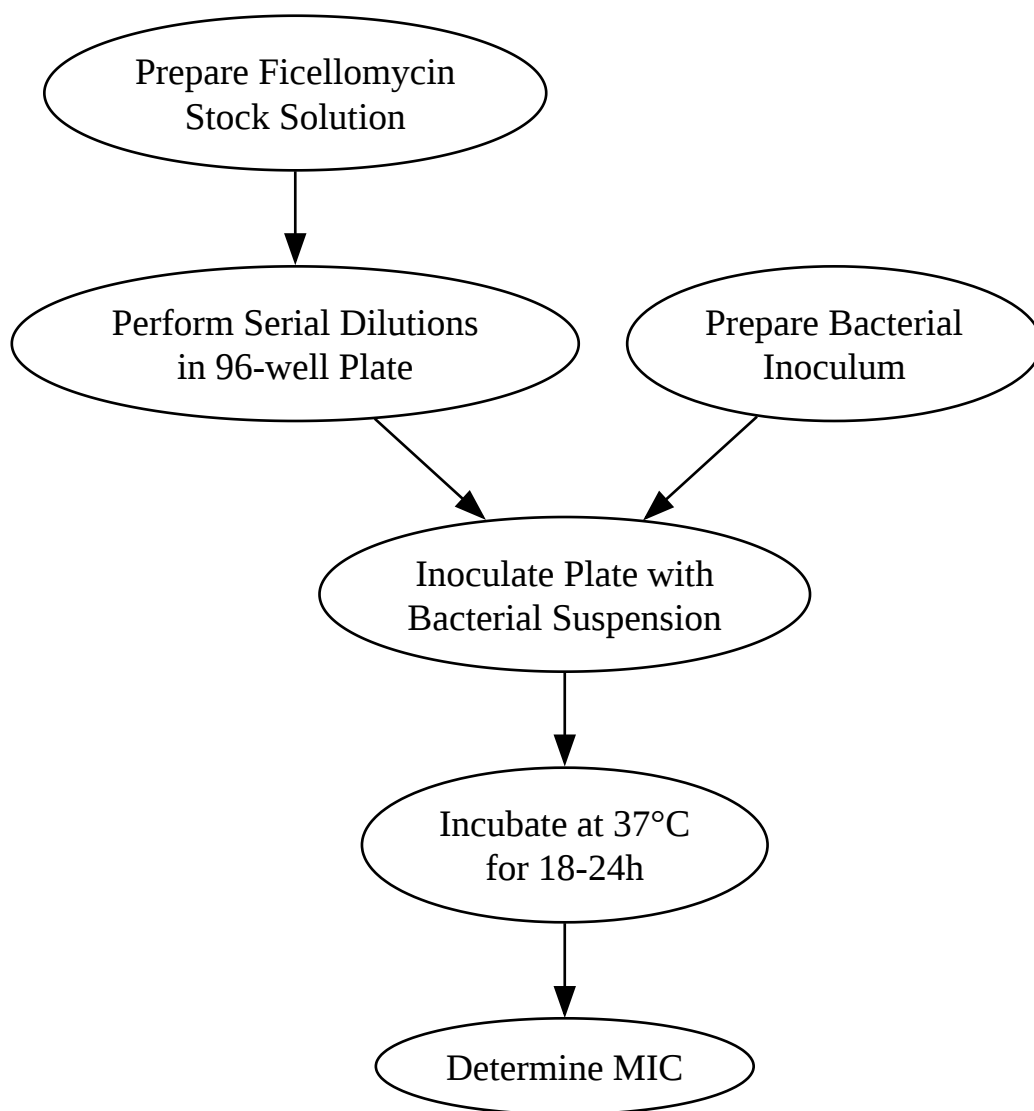 Prepare Ficellomycin
Stock Solution
Perform Serial Dilutions
in 96-well Plate
Prepare Bacterial
Inoculum
Inoculate Plate with
Bacterial Suspension
Incubate at 37°C
for 18-24h
Determine MIC